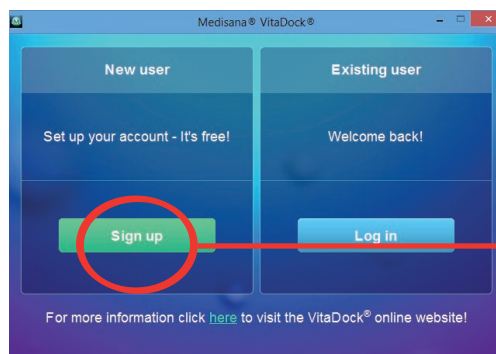 Medisana® VitaDock®
New user
Existing user
Set up your account - It's free!
Welcome back!
Sign up
Log in
For more information click here to visit the VitaDock® online website!